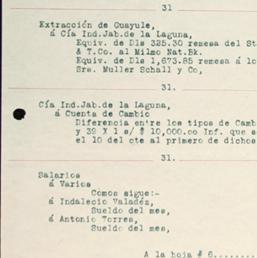 31
Extracción de Guayule,
á Cía Ind.Jab.de la Laguna,
Equiv. de Dls 325.30 remesa del St
& T.Co. al Milmo Nat.Bk.
Equiv. de Dls 1,673.85 remesa á lo
Srs. Muller Schall y Co,
31.
Cía Ind.Jab.de la Laguna,
á Cuenta de Cambio
Diferencia entre los tipos de Camb
y 39 X 1 s/ $ 10,000.00 Inf. que s
el 10 del cte al primero de dichos
31.
Salarios
á Varios
Cómos sigue:-
á Indalecio Valadéz,
Sueldo del mes,
á Antonio Torres,
Sueldo del mes,
A la hoja # 6........